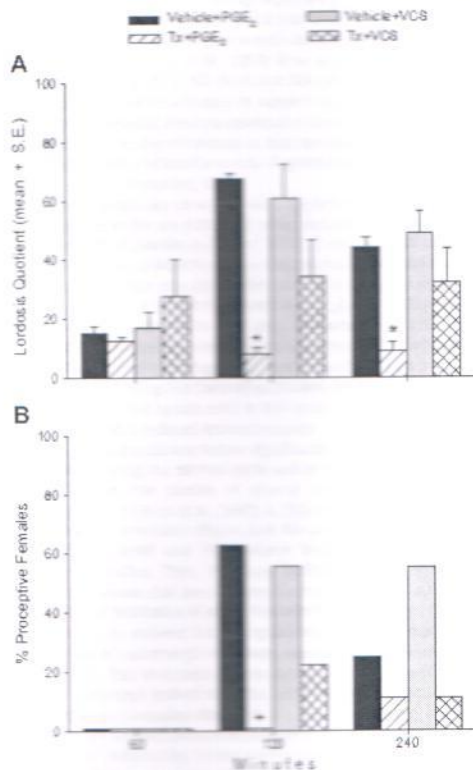 Vehicle+PGE₂ Vehicle+VCS
Tx+PGE₂ Tx+VCS
A
100
80
60
40
20
0
Lordosis Quotient (mean + S.E.)
*
*
B
100
80
60
40
20
0
% Proceptive Females
*
60 120 240
Minutes